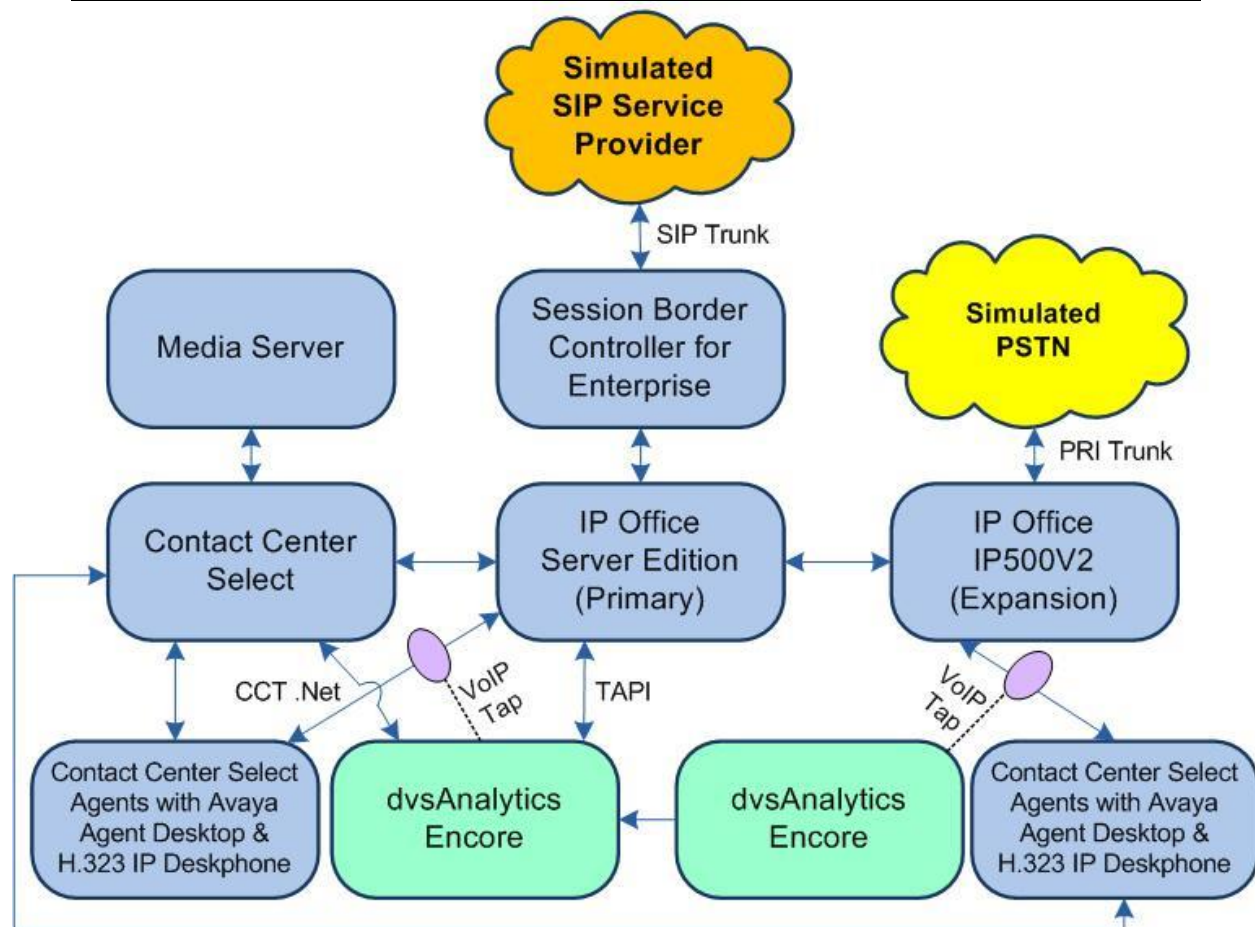 Simulated
SIP Service
Provider
SIP Trunk
Media Server
Session Border
Controller for
Enterprise
Simulated
PSTN
PRI Trunk
Contact Center
Select
IP Office
Server Edition
(Primary)
IP Office
IP500V2
(Expansion)
CCT .Net
VoIP
Tap
TAPI
VoIP
Tap
Contact Center Select
Agents with Avaya
Agent Desktop &
H.323 IP Deskphone
dvsAnalytics
Encore
dvsAnalytics
Encore
Contact Center Select
Agents with Avaya
Agent Desktop &
H.323 IP Deskphone